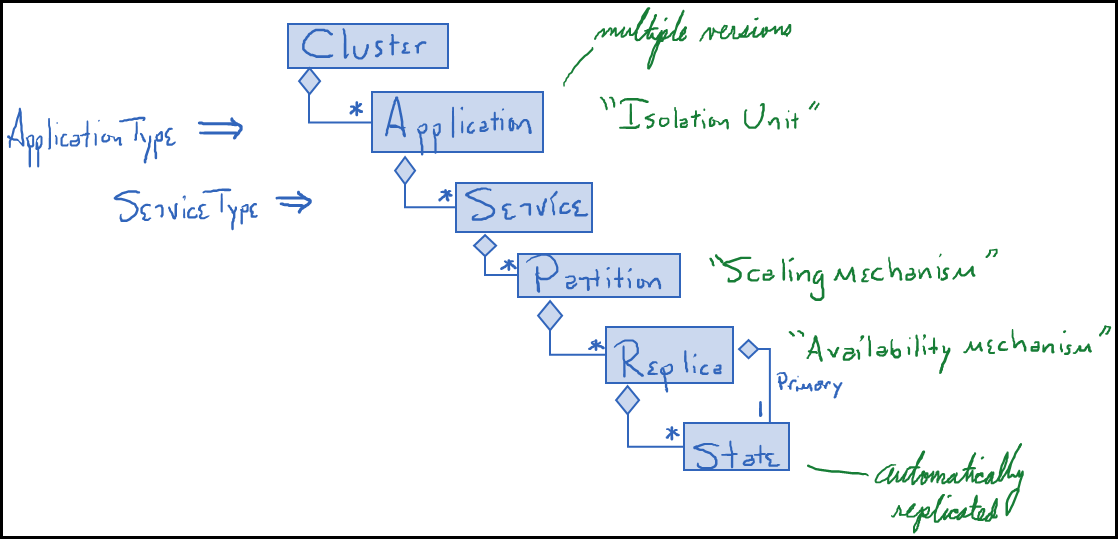 Cluster
multiple versions
*
Application
"Isolation Unit"
ApplicationType ⇒
ServiceType ⇒
*
Service
*
Partition
"Scaling mechanism"
*
Replica
"Availability mechanism"
Primary
1
*
State
automatically
replicated